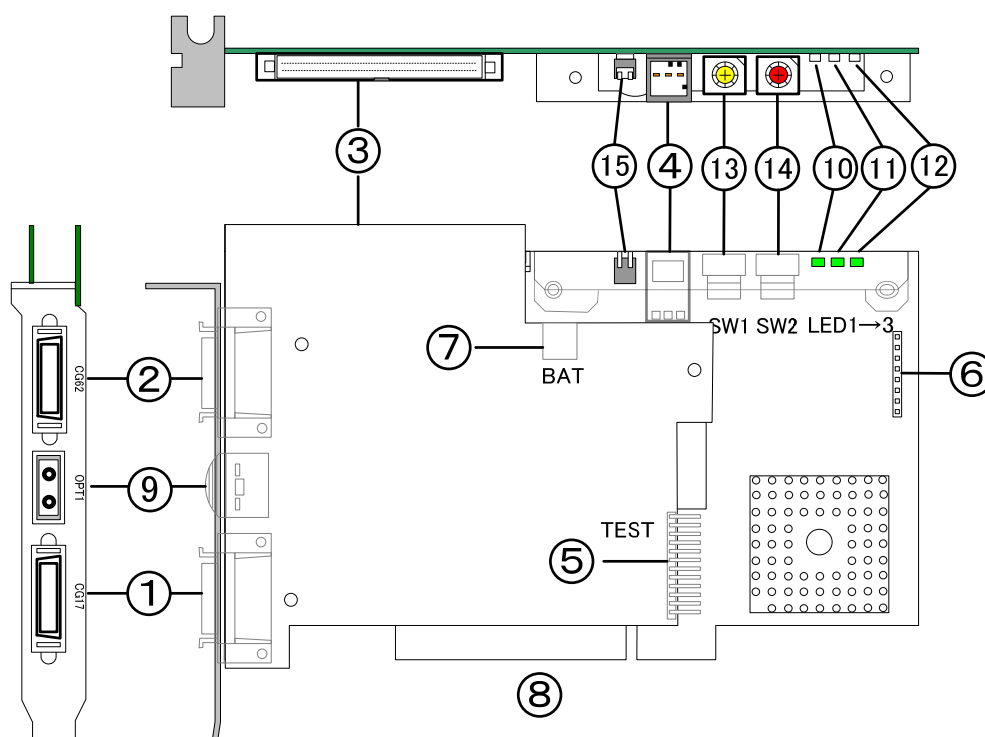 ③
⑮ ④ ⑬ ⑭ ⑩ ⑪ ⑫
SW1 SW2 LED1→3
⑦
BAT
⑥
CG62
②
OPT1
⑨
TEST
⑤
CG17
①
⑧